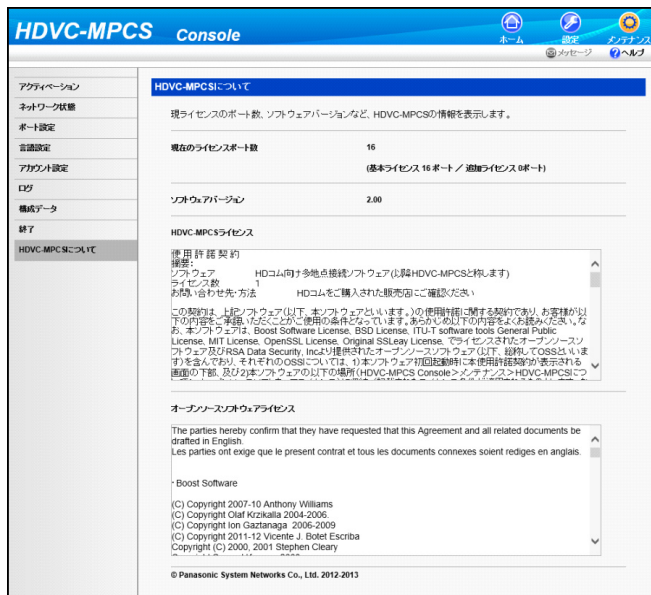 HDVC-MPCS Console
ホーム
設定
メンテナンス
メッセージ
ヘルプ
アクティベーション
ネットワーク状態
ポート設定
言語設定
アカウント設定
ログ
構成データ
終了
HDVC-MPCSについて
HDVC-MPCSについて
現ライセンスのポート数、ソフトウェアバージョンなど、HDVC-MPCSの情報を表示します。
現在のライセンスポート数 16
(基本ライセンス 16 ポート / 追加ライセンス 0ポート)
ソフトウェアバージョン 2.00
HDVC-MPCSライセンス
使用許諾契約
摘要:
ソフトウェア HDコム向け多地点接続ソフトウェア(以降HDVC-MPCSと称します)
ライセンス数 1
お問い合わせ先・方法 HDコムをご購入された販売店にご確認ください
この契約は、上記ソフトウェア(以下、本ソフトウェアといいます。)の使用許諾に関する契約であり、お客様が以
下の内容をご承諾いただくことがご使用の条件となっています。あらかじめ以下の内容をよくお読みください。な
お、本ソフトウェアは、Boost Software License, BSD License, ITU-T software tools General Public
License, MIT License, OpenSSL License, Original SSLeay License, でライセンスされたオープンソースソ
フトウェア及びRSA Data Security, Incより提供されたオープンソースソフトウェア(以下、総称してOSSといいま
す)を含んでおり、それぞれのOSSについては、1)本ソフトウェア初回起動時に本使用許諾契約が表示される
画面の下部、及び2)本ソフトウェアの以下の場所(HDVC-MPCS Console>メンテナンス>HDVC-MPCSにつ
オープンソースソフトウェアライセンス
The parties hereby confirm that they have requested that this Agreement and all related documents be
drafted in English.
Les parties ont exige que le present contrat et tous les documents connexes soient rediges en anglais.
・Boost Software
(C) Copyright 2007-10 Anthony Williams
(C) Copyright Olaf Krzikalla 2004-2006.
(C) Copyright Ion Gaztanaga 2006-2009
(C) Copyright 2011-12 Vicente J. Botet Escriba
Copyright (C) 2000, 2001 Stephen Cleary
© Panasonic System Networks Co., Ltd. 2012-2013